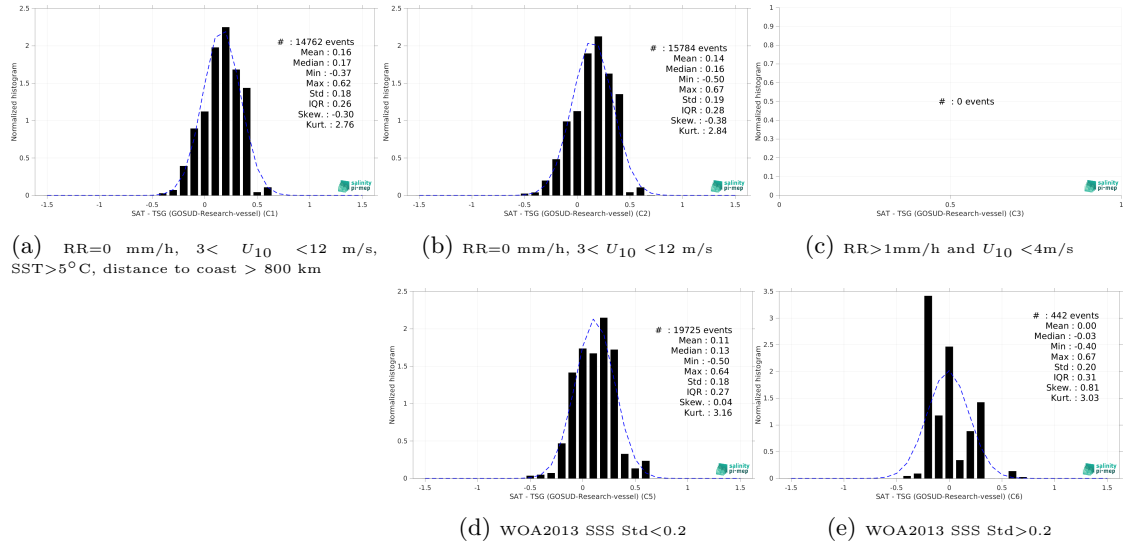 # : 14762 events
Mean : 0.16
Median : 0.17
Min : -0.37
Max : 0.62
Std : 0.18
IQR : 0.26
Skew. : -0.30
Kurt. : 2.76
Normalized histogram
2.5
2
1.5
1
0.5
0
-1.5 -1 -0.5 0 0.5 1 1.5
SAT - TSG (GOSUD-Research-vessel) (C1)
salinity
pi-mep
(a) RR=0 mm/h, 3< U10 <12 m/s,
SST>5°C, distance to coast > 800 km
# : 15784 events
Mean : 0.14
Median : 0.16
Min : -0.50
Max : 0.67
Std : 0.19
IQR : 0.28
Skew. : -0.38
Kurt. : 2.84
Normalized histogram
2.5
2
1.5
1
0.5
0
-1.5 -1 -0.5 0 0.5 1 1.5
SAT - TSG (GOSUD-Research-vessel) (C2)
salinity
pi-mep
(b) RR=0 mm/h, 3< U10 <12 m/s
# : 0 events
Normalized histogram
1
0.9
0.8
0.7
0.6
0.5
0.4
0.3
0.2
0.1
0
0 0.5 1
SAT - TSG (GOSUD-Research-vessel) (C3)
salinity
pi-mep
(c) RR>1mm/h and U10 <4m/s
# : 19725 events
Mean : 0.11
Median : 0.13
Min : -0.50
Max : 0.64
Std : 0.18
IQR : 0.27
Skew. : 0.04
Kurt. : 3.16
Normalized histogram
2.5
2
1.5
1
0.5
0
-1.5 -1 -0.5 0 0.5 1 1.5
SAT - TSG (GOSUD-Research-vessel) (C5)
salinity
pi-mep
(d) WOA2013 SSS Std<0.2
# : 442 events
Mean : 0.00
Median : -0.03
Min : -0.40
Max : 0.67
Std : 0.20
IQR : 0.31
Skew. : 0.81
Kurt. : 3.03
Normalized histogram
3.5
3
2.5
2
1.5
1
0.5
0
-1.5 -1 -0.5 0 0.5 1 1.5
SAT - TSG (GOSUD-Research-vessel) (C6)
salinity
pi-mep
(e) WOA2013 SSS Std>0.2